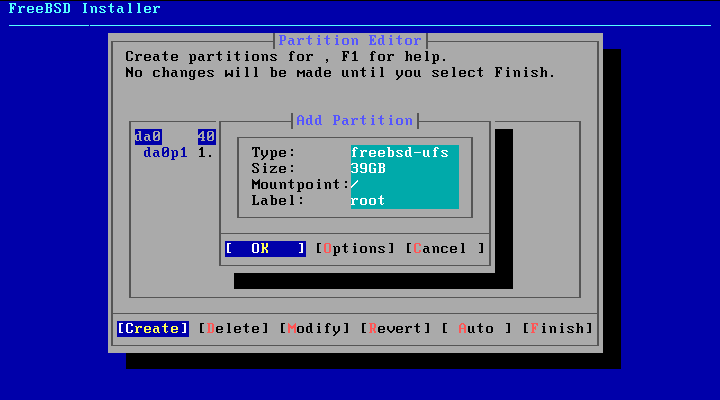 FreeBSD Installer
Partition Editor
Create partitions for , F1 for help.
No changes will be made until you select Finish.
Add Partition
da0 40
da0p1 1.
Type: freebsd-ufs
Size: 39GB
Mountpoint:/
Label: root
[ OK ] [Options] [Cancel ]
[Create] [Delete] [Modify] [Revert] [ Auto ] [Finish]